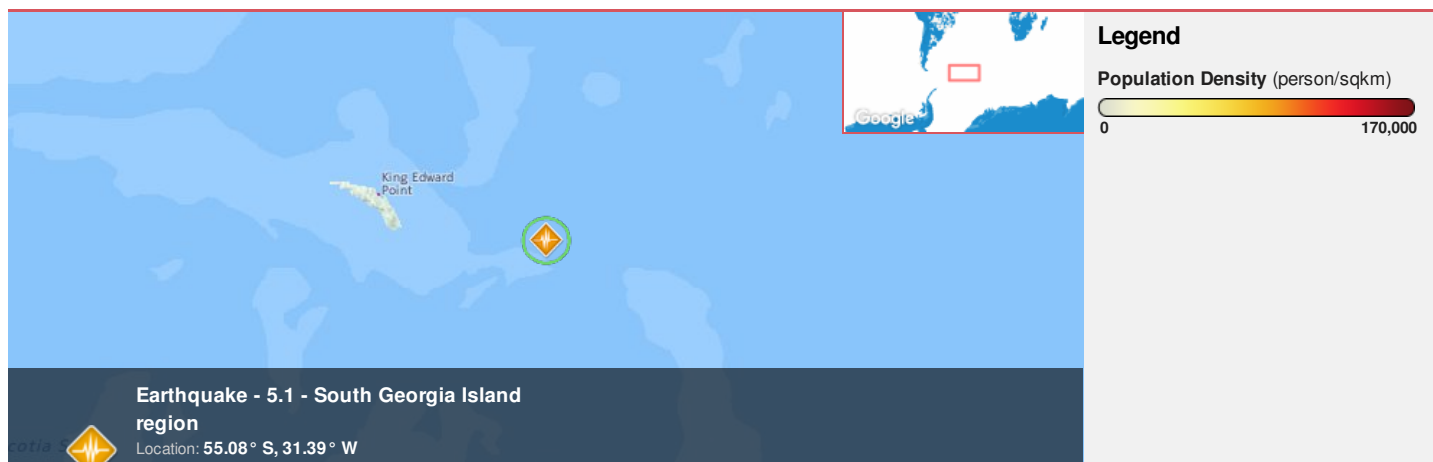 King Edward
Point
Google
Legend
Population Density (person/sqkm)
0 170,000
Earthquake - 5.1 - South Georgia Island
region
Location: 55.08° S, 31.39° W